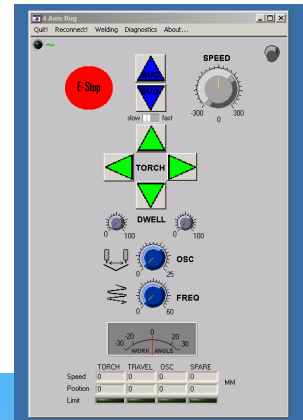 4 Axis Bug
Quit! Reconnect! Welding Diagnostics About...
SPEED
E-Stop
BUG
BUG
slow fast
-300 0 300
TORCH
DWELL
0 100 0 100
OSC
0 25
FREQ
0 60
-30 -20 0 20 30
WORK ANGLE
TORCH TRAVEL OSC SPARE
Speed 0 0 0 0
MM
Position 0 0 0 0
Limit